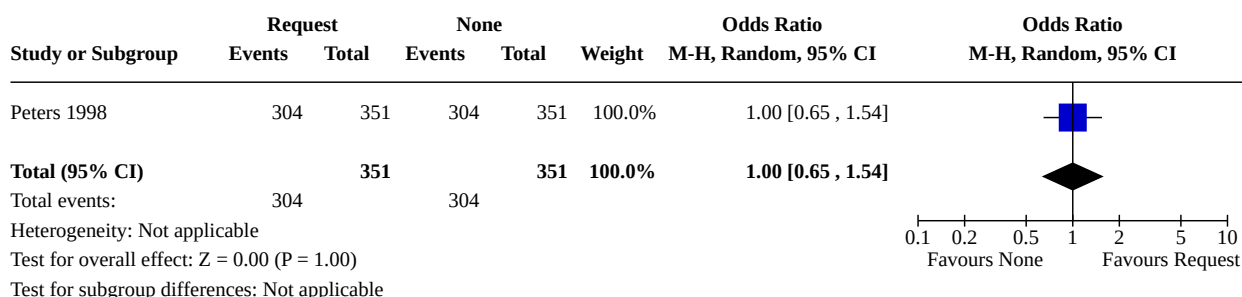 Request None Odds Ratio Odds Ratio
Study or Subgroup Events Total Events Total Weight M-H, Random, 95% CI M-H, Random, 95% CI
Peters 1998 304 351 304 351 100.0% 1.00 [0.65 , 1.54]
Total (95% CI) 351 351 100.0% 1.00 [0.65 , 1.54]
Total events: 304 304
Heterogeneity: Not applicable
0.1 0.2 0.5 1 2 5 10
Test for overall effect: Z = 0.00 (P = 1.00) Favours None Favours Request
Test for subgroup differences: Not applicable